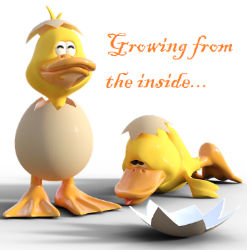 Growing from
the inside...